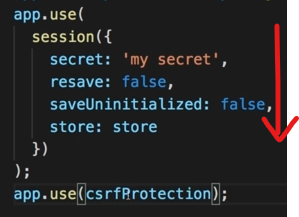 app.use(
session({
secret: 'my secret',
resave: false,
saveUninitialized: false,
store: store
})
);
app.use(csrfProtection);